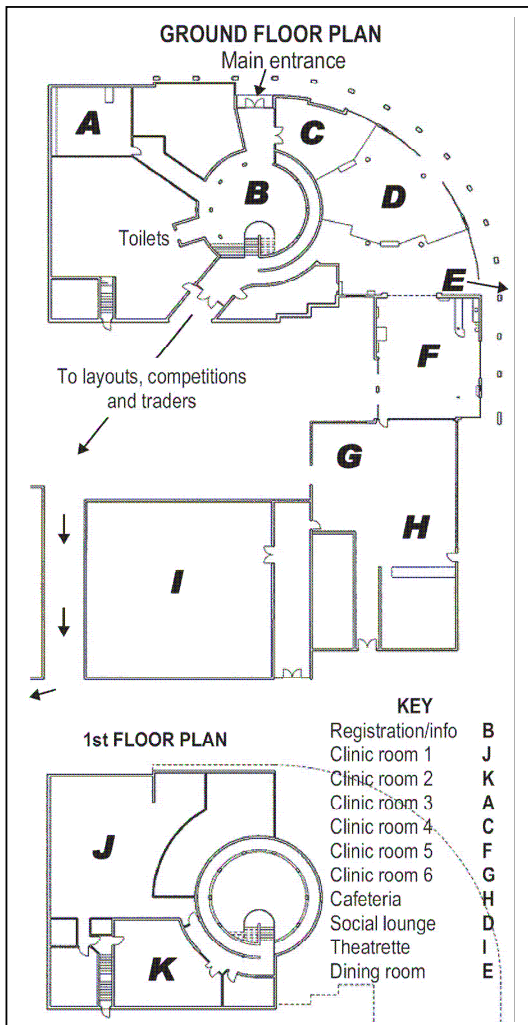 GROUND FLOOR PLAN
Main entrance
A
C
B
D
Toilets
E
F
To layouts, competitions
and traders
G
H
I
KEY
Registration/info B
Clinic room 1 J
Clinic room 2 K
Clinic room 3 A
Clinic room 4 C
Clinic room 5 F
Clinic room 6 G
Cafeteria H
Social lounge D
Theatrette I
Dining room E
1st FLOOR PLAN
J
K